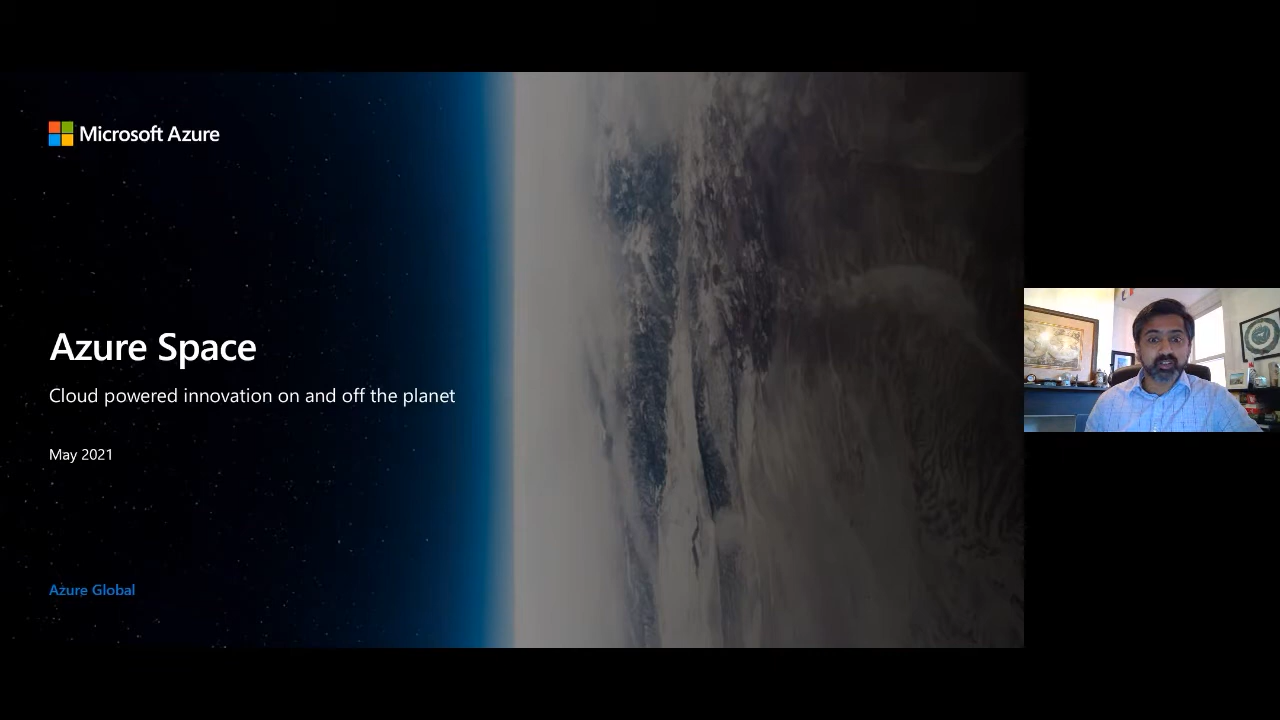 Microsoft Azure
Azure Space
Cloud powered innovation on and off the planet
May 2021
Azure Global